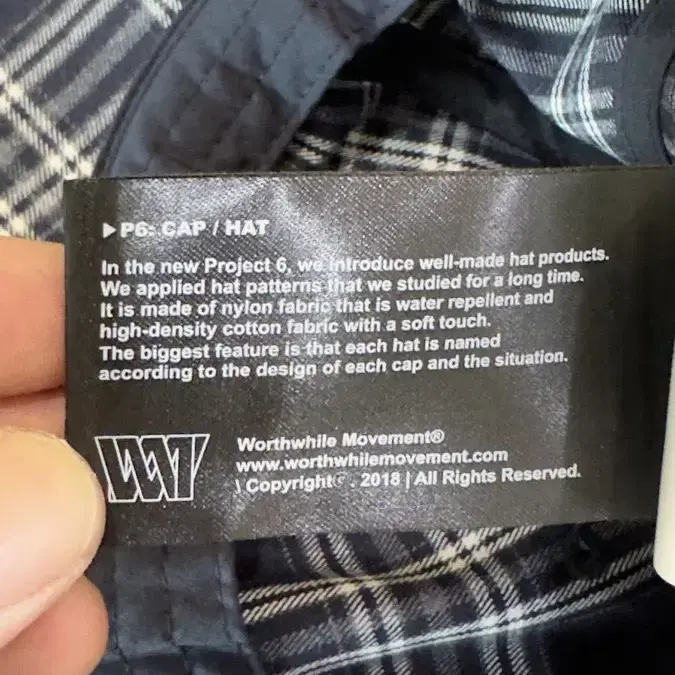 ▶P6: CAP / HAT
In the new Project 6, we introduce well-made hat products.
We applied hat patterns that we studied for a long time.
It is made of nylon fabric that is water repellent and
high-density cotton fabric with a soft touch.
The biggest feature is that each hat is named
according to the design of each cap and the situation.
WM
Worthwhile Movement®
www.worthwhilemovement.com
\ Copyright©. 2018 | All Rights Reserved.